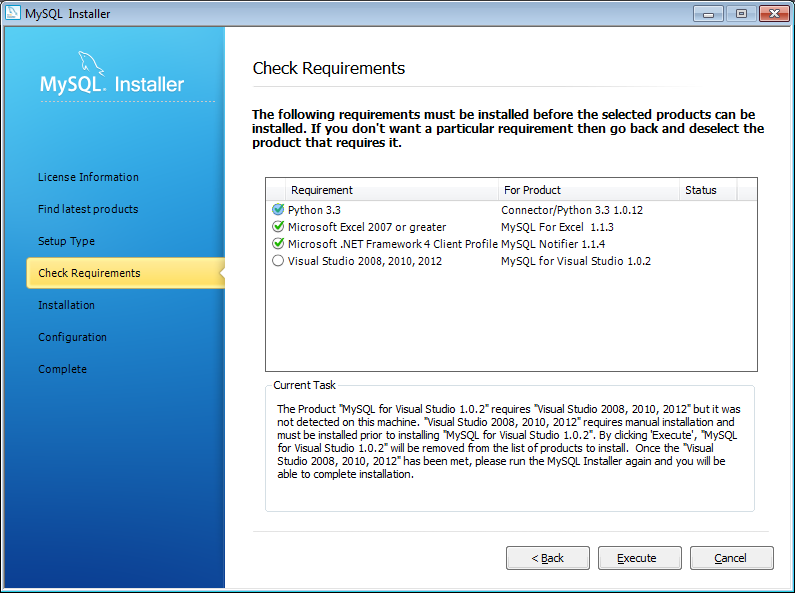 MySQL Installer
MySQL. Installer
Check Requirements
The following requirements must be installed before the selected products can be
installed. If you don't want a particular requirement then go back and deselect the
product that requires it.
License Information
Find latest products
Setup Type
Check Requirements
Installation
Configuration
Complete
Requirement For Product Status
Python 3.3 Connector/Python 3.3 1.0.12
Microsoft Excel 2007 or greater MySQL For Excel 1.1.3
Microsoft .NET Framework 4 Client Profile MySQL Notifier 1.1.4
Visual Studio 2008, 2010, 2012 MySQL for Visual Studio 1.0.2
Current Task
The Product "MySQL for Visual Studio 1.0.2" requires "Visual Studio 2008, 2010, 2012" but it was
not detected on this machine. "Visual Studio 2008, 2010, 2012" requires manual installation and
must be installed prior to installing "MySQL for Visual Studio 1.0.2". By clicking 'Execute', "MySQL
for Visual Studio 1.0.2" will be removed from the list of products to install. Once the "Visual
Studio 2008, 2010, 2012" has been met, please run the MySQL Installer again and you will be
able to complete installation.
< Back Execute Cancel